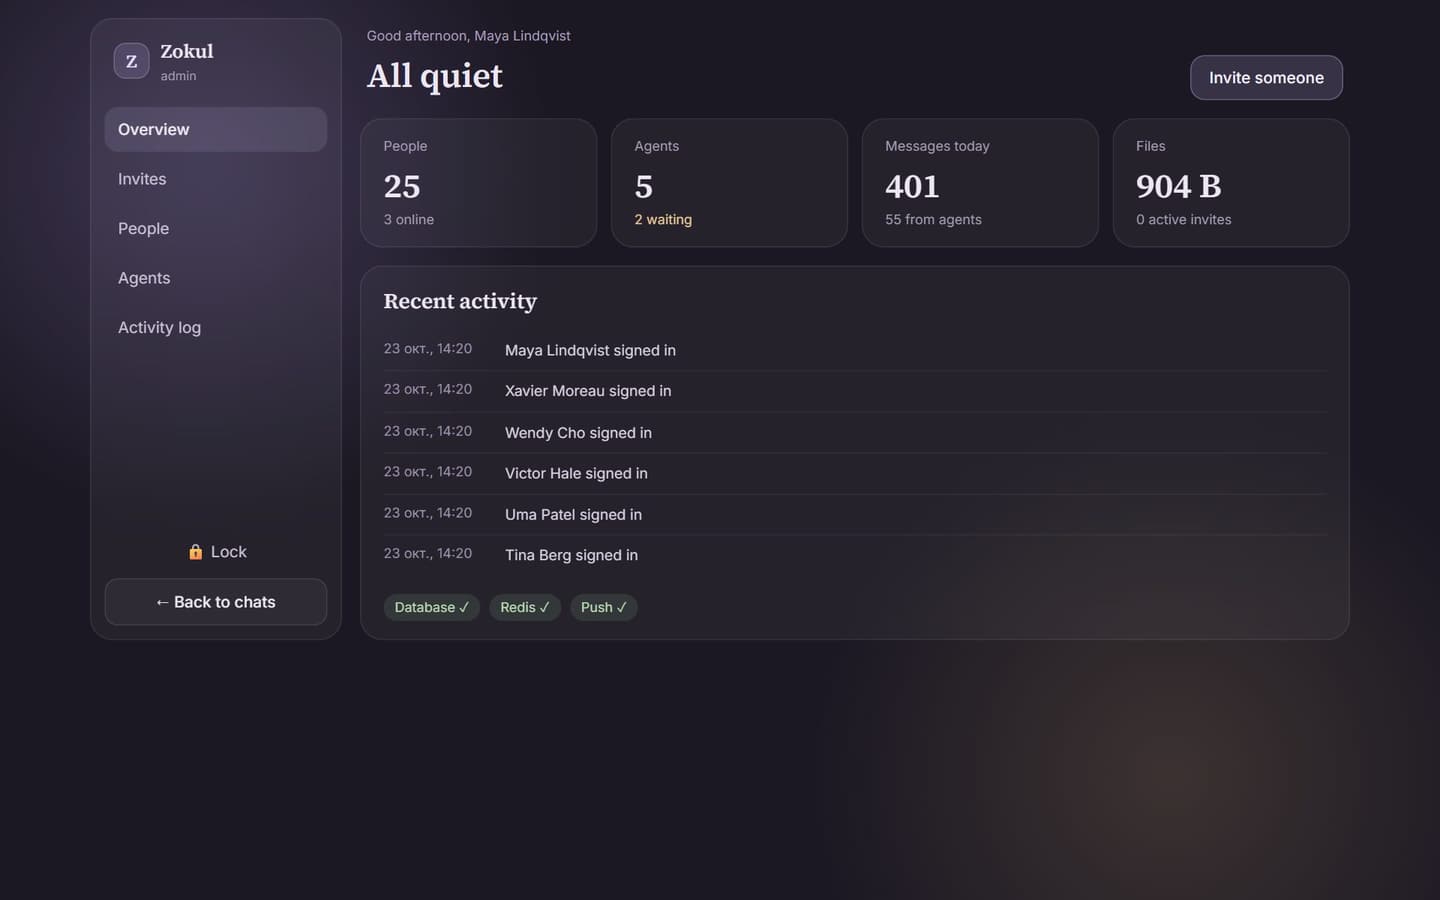 Z
Zokul
admin
Overview
Invites
People
Agents
Activity log
🔒 Lock
← Back to chats
Good afternoon, Maya Lindqvist
All quiet
Invite someone
People
25
3 online
Agents
5
2 waiting
Messages today
401
55 from agents
Files
904 B
0 active invites
Recent activity
23 окт., 14:20 Maya Lindqvist signed in
23 окт., 14:20 Xavier Moreau signed in
23 окт., 14:20 Wendy Cho signed in
23 окт., 14:20 Victor Hale signed in
23 окт., 14:20 Uma Patel signed in
23 окт., 14:20 Tina Berg signed in
Database ✓ Redis ✓ Push ✓